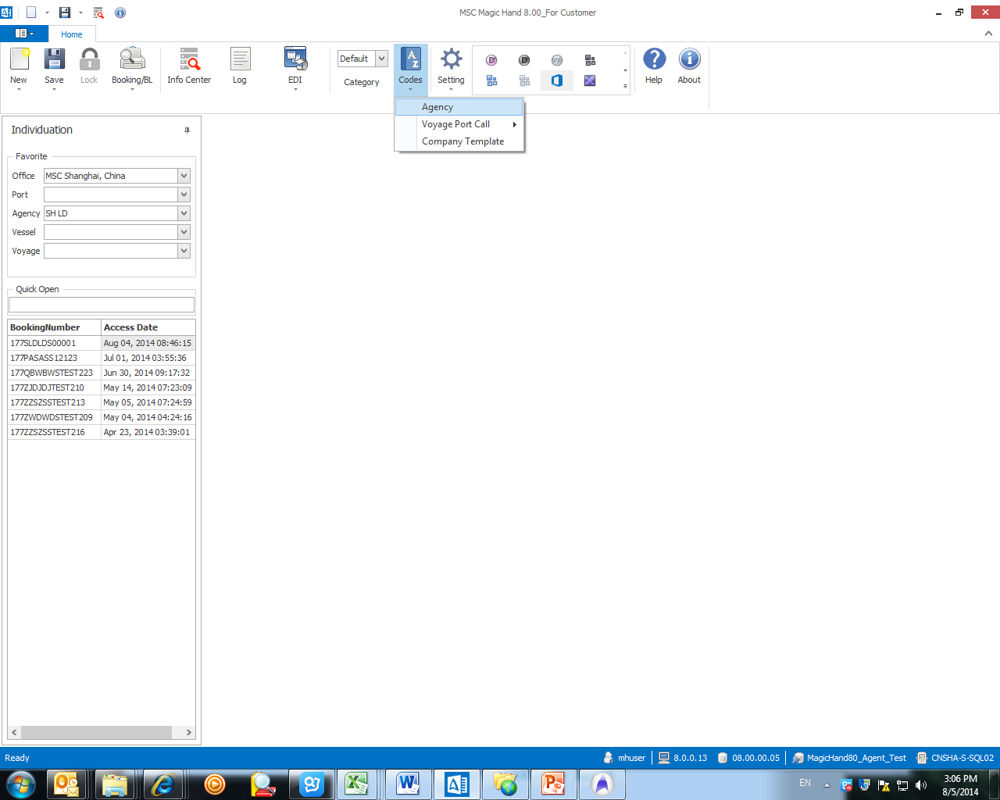 MSC Magic Hand 8.00_For Customer
Home
New
Save
Lock
Booking/BL
Info Center
Log
EDI
Default
Category
Codes
Setting
Help
About
Agency
Voyage Port Call
Company Template
Individuation
Favorite
Office MSC Shanghai, China
Port
Agency SH LD
Vessel
Voyage
Quick Open
BookingNumber Access Date
177SLDLDS00001 Aug 04, 2014 08:46:15
177PASASS12123 Jul 01, 2014 03:55:36
177QBWBWSTEST223 Jun 30, 2014 09:17:32
177ZJDJDJTEST210 May 14, 2014 07:23:09
177ZZSZSSTEST213 May 05, 2014 07:24:59
177ZWDWDSTEST209 May 04, 2014 04:24:16
177ZZSZSSTEST216 Apr 23, 2014 03:39:01
Ready
mhuser
8.0.0.13
08.00.00.05
MagicHand80_Agent_Test
CNSHA-S-SQL02
EN
3:06 PM
8/5/2014